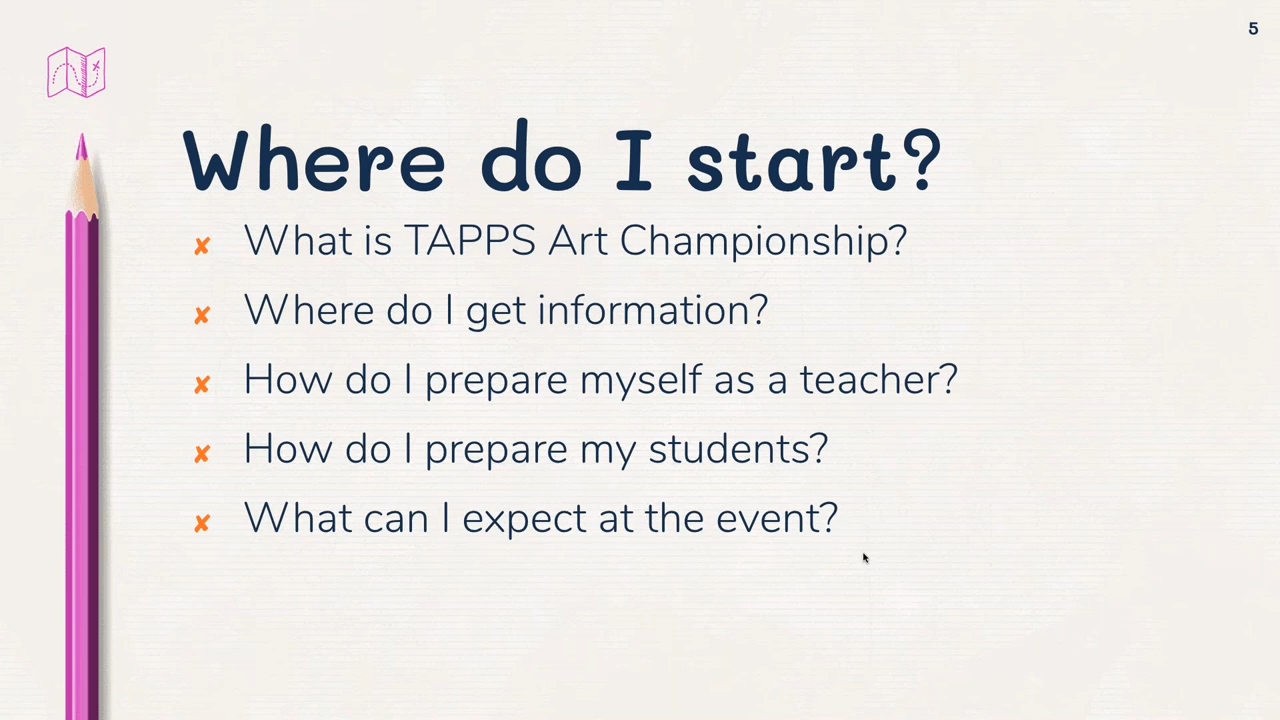 5
Where do I start?
✘ What is TAPPS Art Championship?
✘ Where do I get information?
✘ How do I prepare myself as a teacher?
✘ How do I prepare my students?
✘ What can I expect at the event?